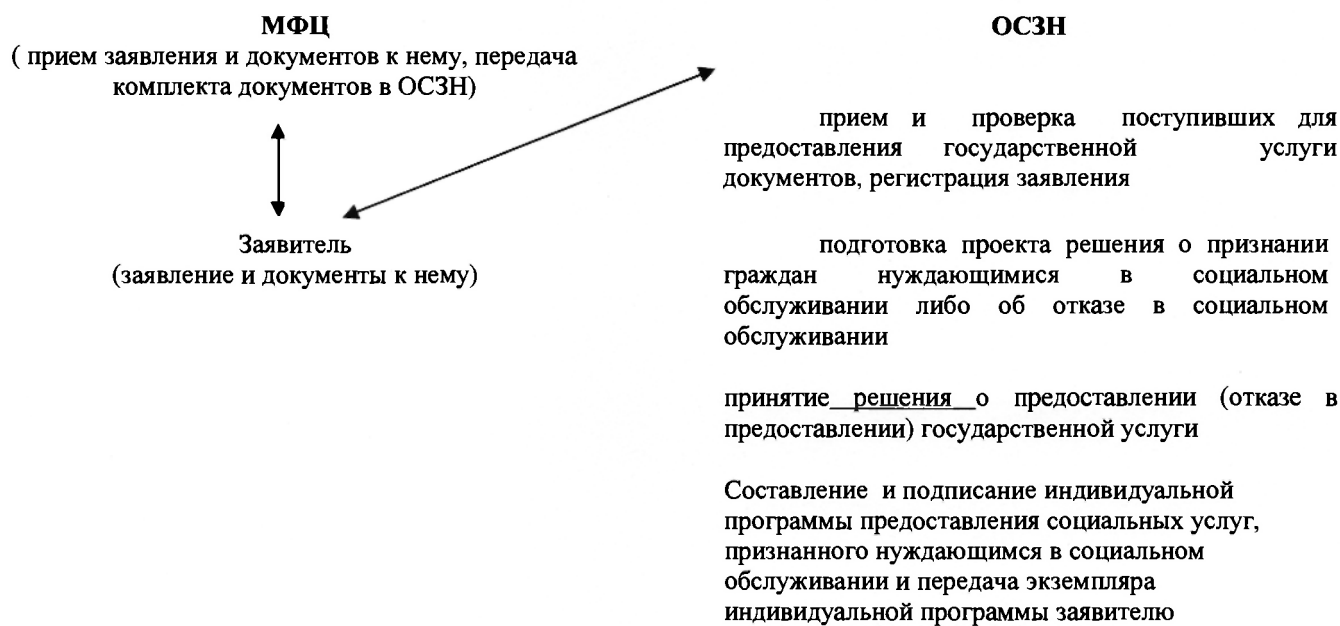 МФЦ
( прием заявления и документов к нему, передача
комплекта документов в ОСЗН)
Заявитель
(заявление и документы к нему)
ОСЗН
прием и проверка поступивших для
предоставления государственной услуги
документов, регистрация заявления
подготовка проекта решения о признании
граждан нуждающимися в социальном
обслуживании либо об отказе в социальном
обслуживании
принятие решения о предоставлении (отказе в
предоставлении) государственной услуги
Составление и подписание индивидуальной
программы предоставления социальных услуг,
признанного нуждающимся в социальном
обслуживании и передача экземпляра
индивидуальной программы заявителю